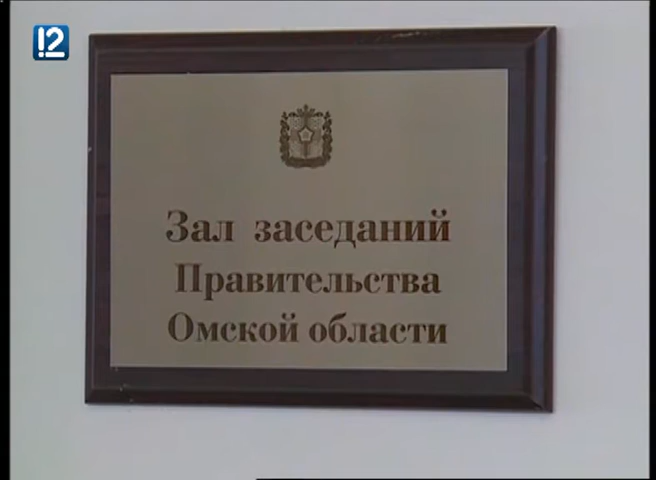 12
Зал заседаний
Правительства
Омской области